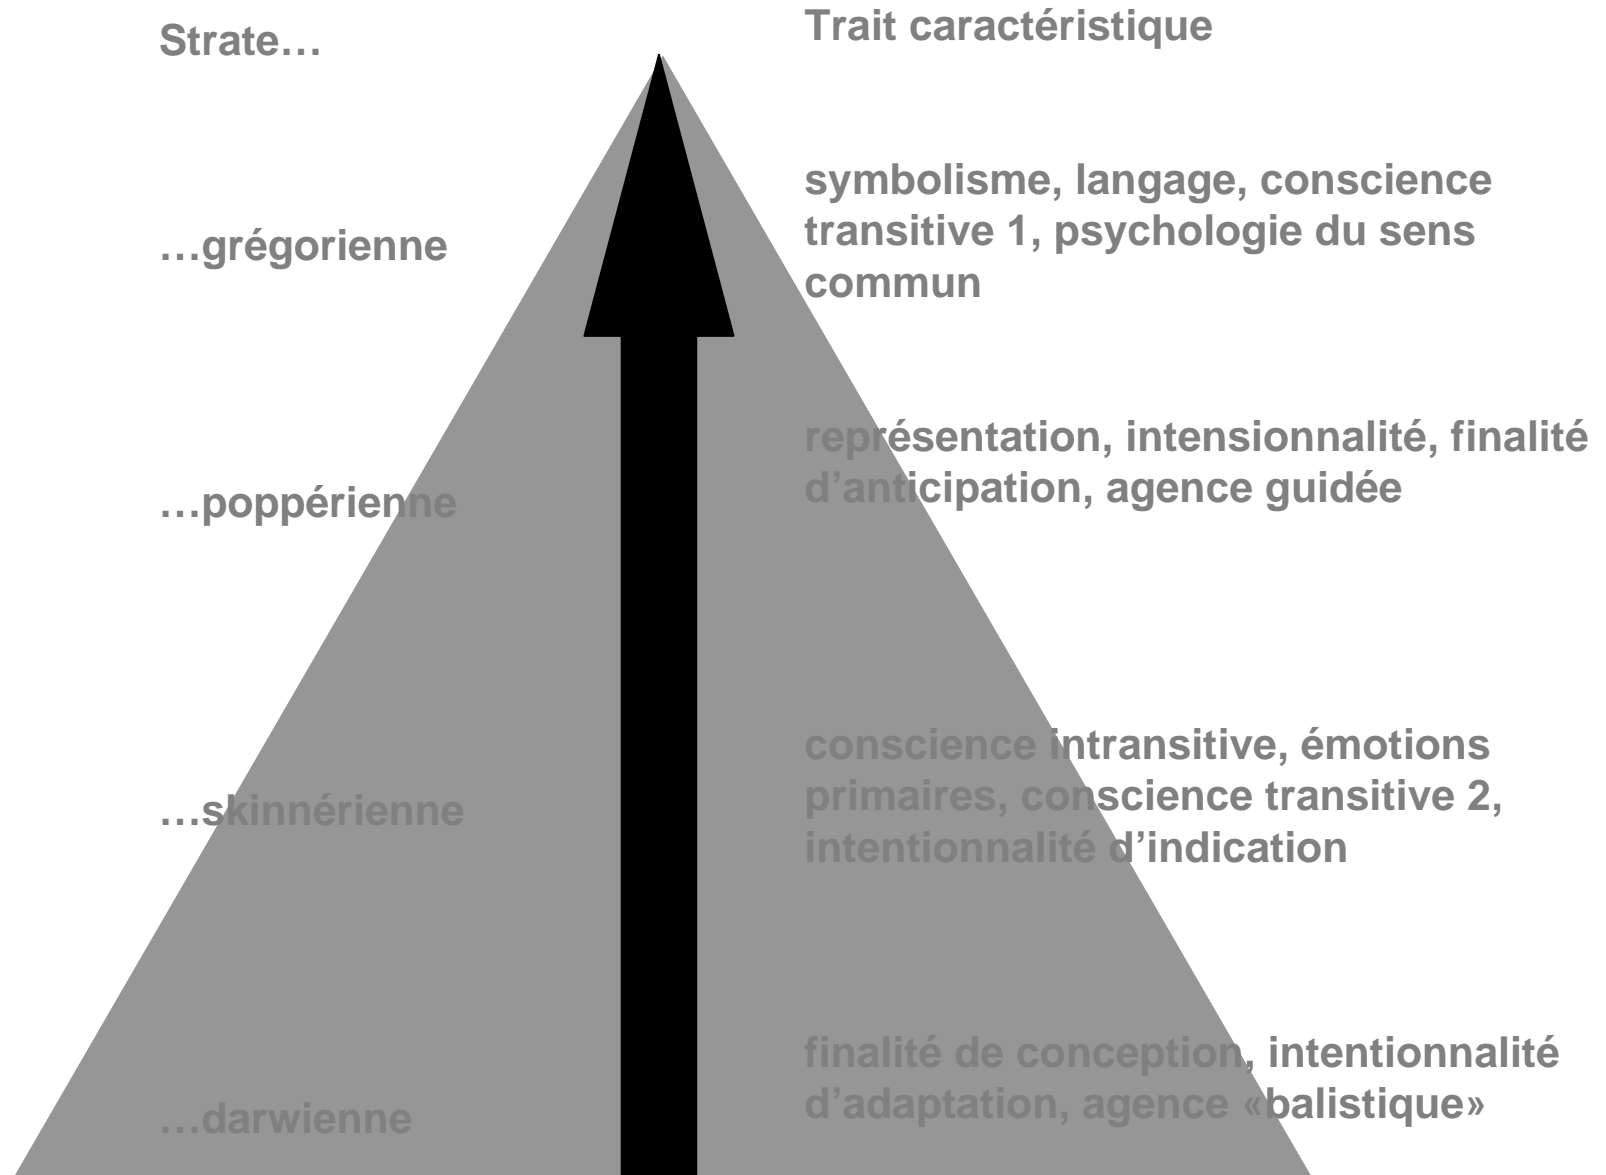 Strate…
Trait caractéristique
…grégorienne
symbolisme, langage, conscience
transitive 1, psychologie du sens
commun
…poppérienne
représentation, intensionnalité, finalité
d’anticipation, agence guidée
…skinnérienne
conscience intransitive, émotions
primaires, conscience transitive 2,
intentionnalité d’indication
…darwienne
finalité de conception, intentionnalité
d’adaptation, agence «balistique»